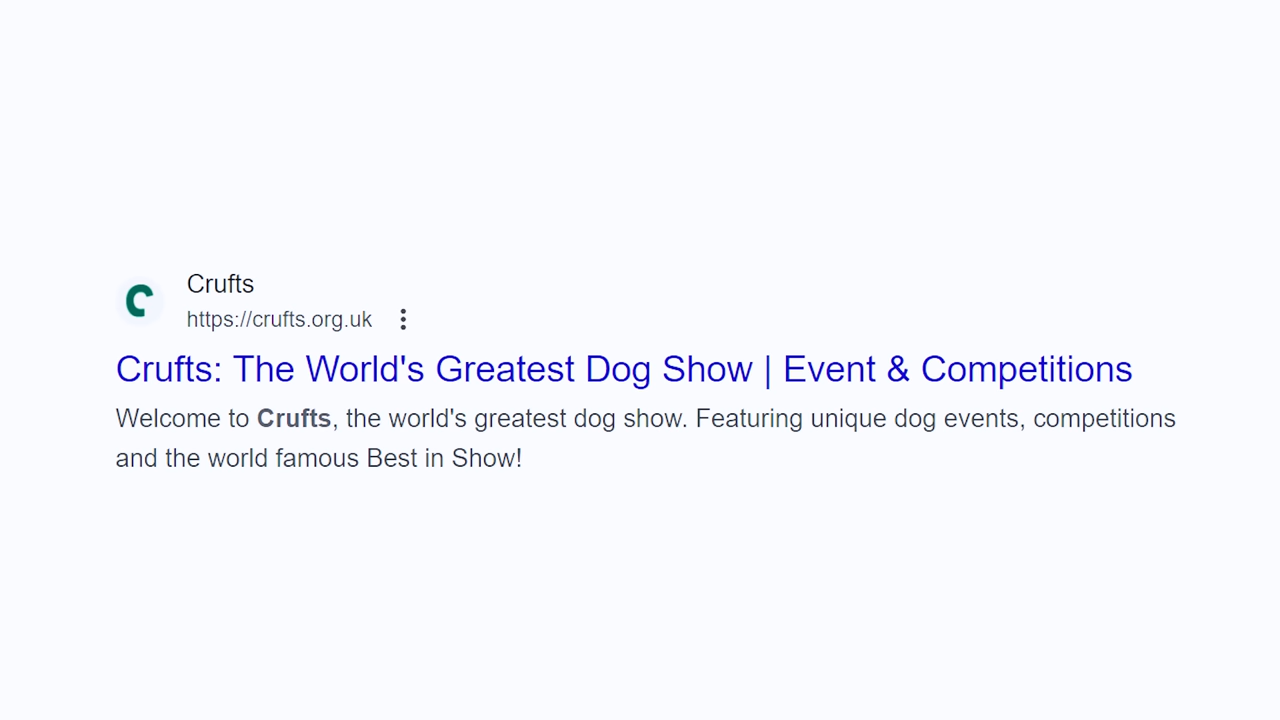 Crufts
https://crufts.org.uk
Crufts: The World's Greatest Dog Show | Event & Competitions
Welcome to Crufts, the world's greatest dog show. Featuring unique dog events, competitions
and the world famous Best in Show!